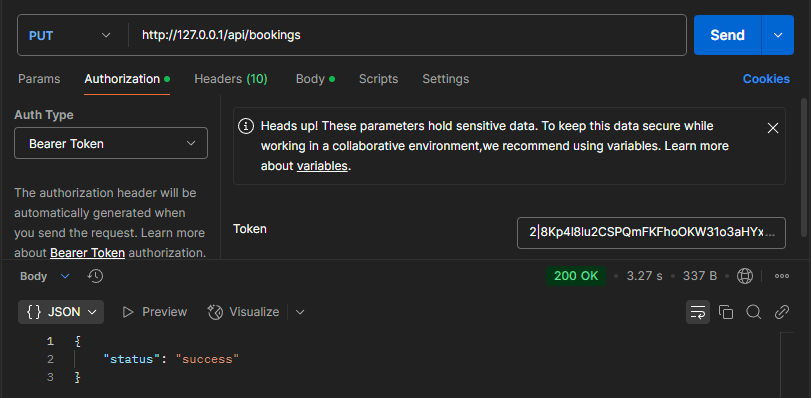 PUT http://127.0.0.1/api/bookings Send
Params Authorization Headers (10) Body Scripts Settings Cookies
Auth Type
Bearer Token
The authorization header will be
automatically generated when
you send the request. Learn more
about Bearer Token authorization.
Heads up! These parameters hold sensitive data. To keep this data secure while
working in a collaborative environment,we recommend using variables. Learn more
about variables.
Token 2|8Kp4I8lu2CSPQmFKFhoOKW31o3aHYx...
Body 200 OK 3.27 s 337 B
{} JSON Preview Visualize
1 {
2 "status": "success"
3 }